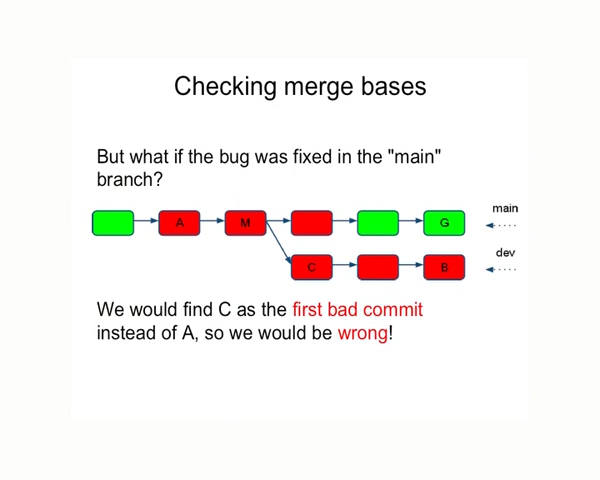 Checking merge bases
But what if the bug was fixed in the "main"
branch?
main
A M G
dev
C B
We would find C as the first bad commit
instead of A, so we would be wrong!